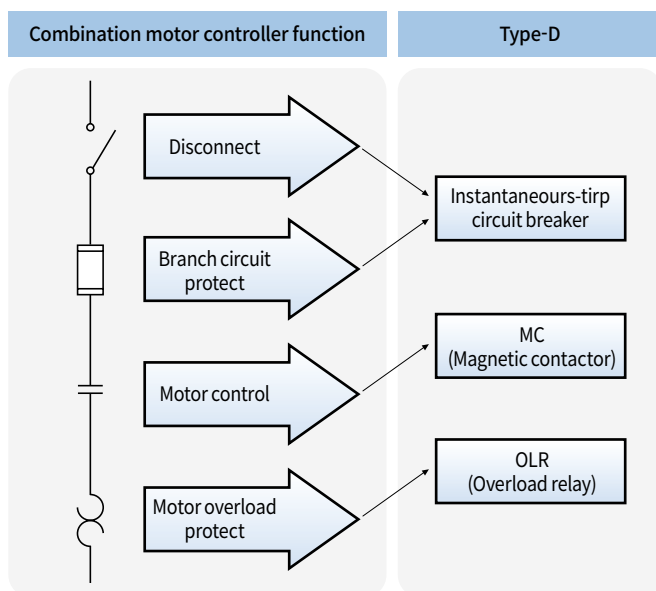 Combination motor controller function
Type-D
Disconnect
Instantaneours-tirp
circuit breaker
Branch circuit
protect
MC
(Magnetic contactor)
Motor control
OLR
(Overload relay)
Motor overload
protect